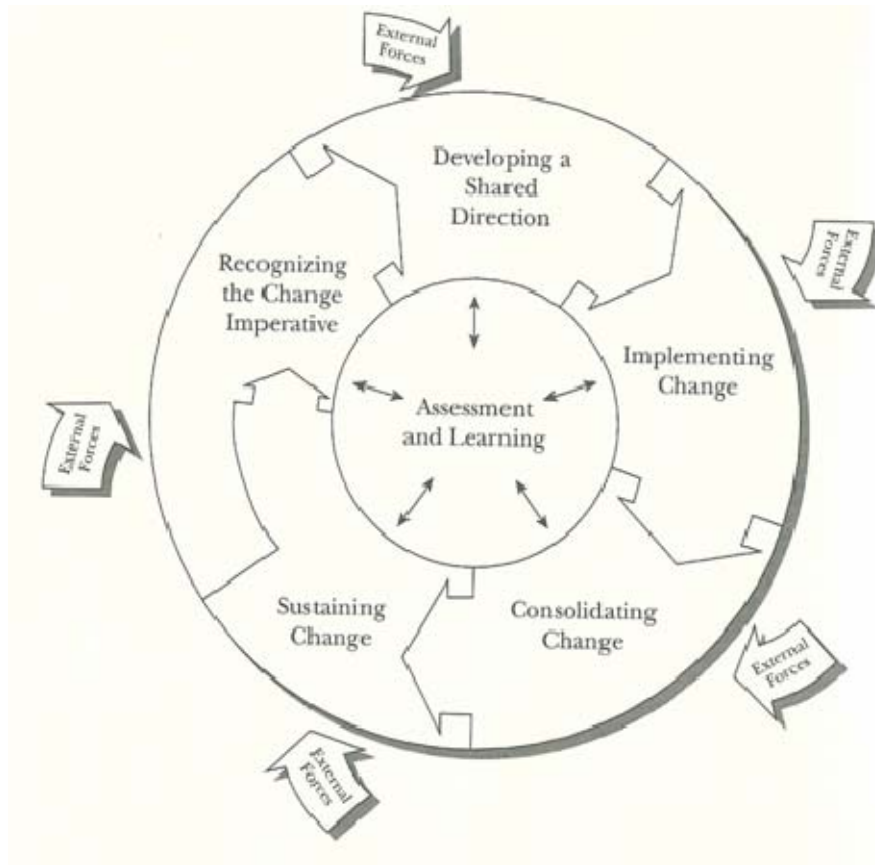 External
Forces
Developing a
Shared
Direction
External
Forces
Recognizing
the Change
Imperative
Implementing
Change
Assessment
and Learning
External
Forces
Sustaining
Change
Consolidating
Change
External
Forces
External
Forces